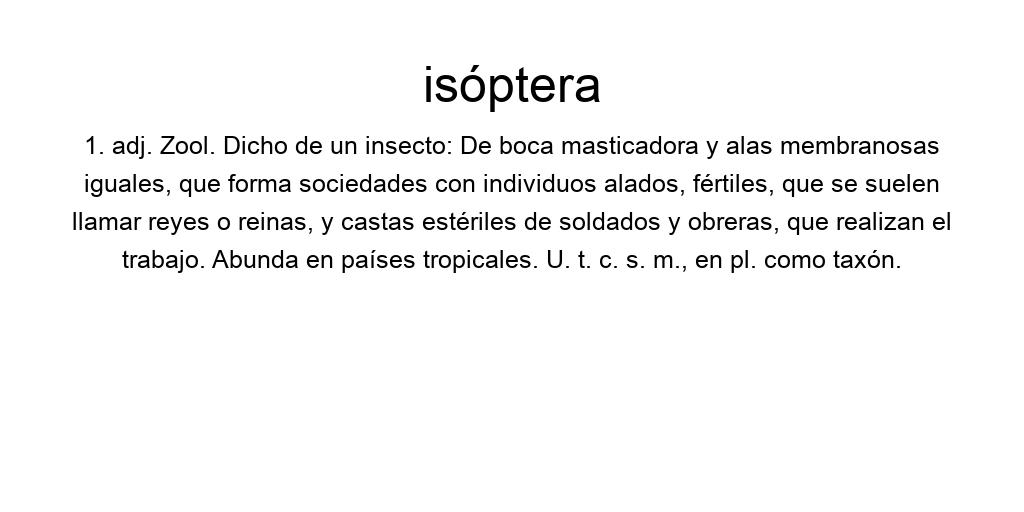 isóptera
1. adj. Zool. Dicho de un insecto: De boca masticadora y alas membranosas
iguales, que forma sociedades con individuos alados, fértiles, que se suelen
llamar reyes o reinas, y castas estériles de soldados y obreras, que realizan el
trabajo. Abunda en países tropicales. U. t. c. s. m., en pl. como taxón.